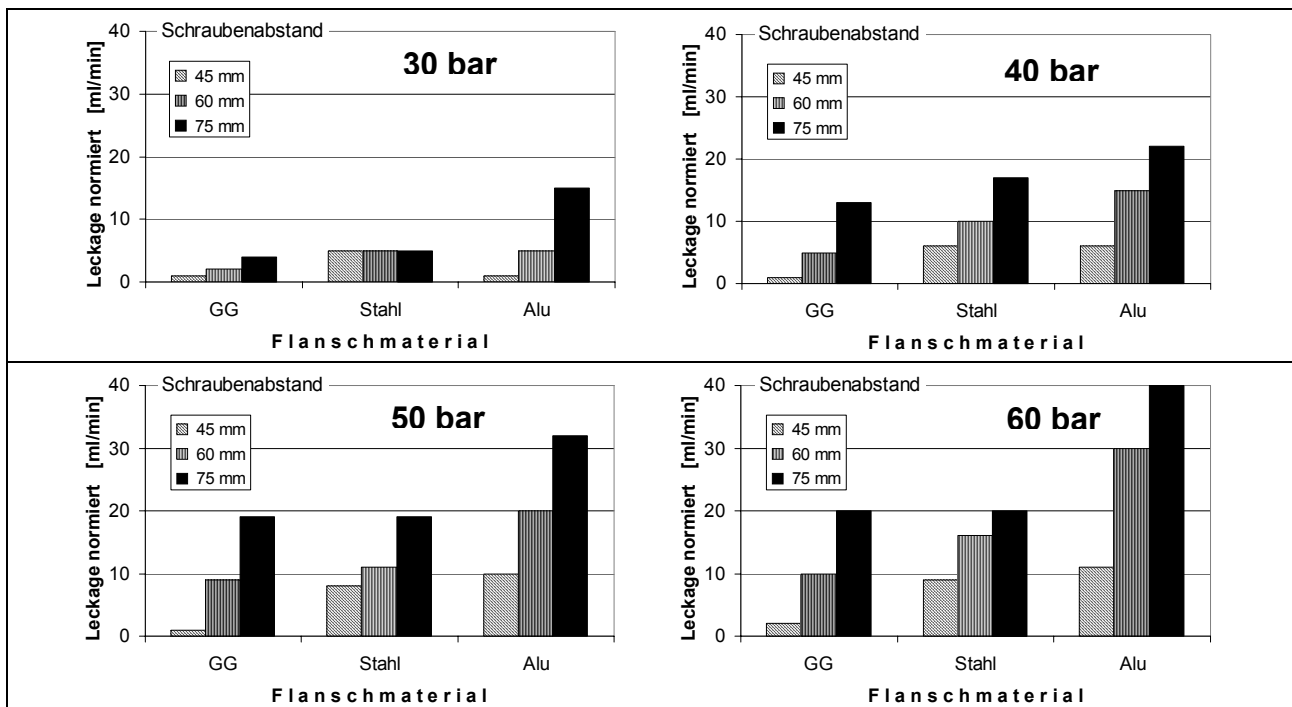 Schraubenabstand
30 bar
45 mm
60 mm
75 mm
Leckage normiert [ml/min]
40
30
20
10
0
GG Stahl Alu
Flanschmaterial
Schraubenabstand
40 bar
45 mm
60 mm
75 mm
Leckage normiert [ml/min]
40
30
20
10
0
GG Stahl Alu
Flanschmaterial
Schraubenabstand
50 bar
45 mm
60 mm
75 mm
Leckage normiert [ml/min]
40
30
20
10
0
GG Stahl Alu
Flanschmaterial
Schraubenabstand
60 bar
45 mm
60 mm
75 mm
Leckage normiert [ml/min]
40
30
20
10
0
GG Stahl Alu
Flanschmaterial